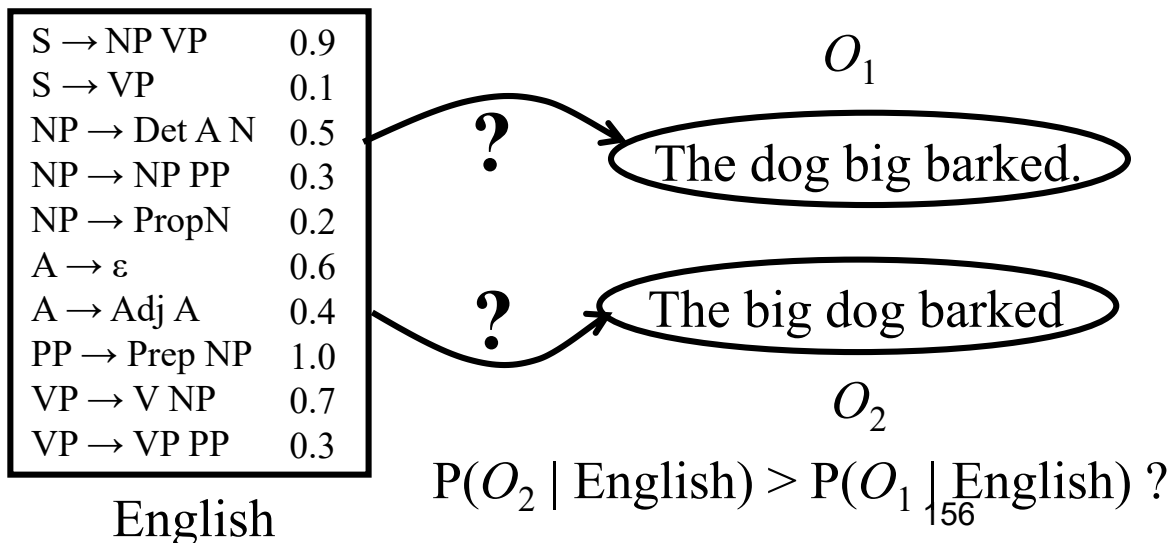 S → NP VP 0.9
S → VP 0.1
NP → Det A N 0.5
NP → NP PP 0.3
NP → PropN 0.2
A → ε 0.6
A → Adj A 0.4
PP → Prep NP 1.0
VP → V NP 0.7
VP → VP PP 0.3
English
?
?
O₁
The dog big barked.
The big dog barked
O₂
P(O₂ | English) > P(O₁ | English) ?
156